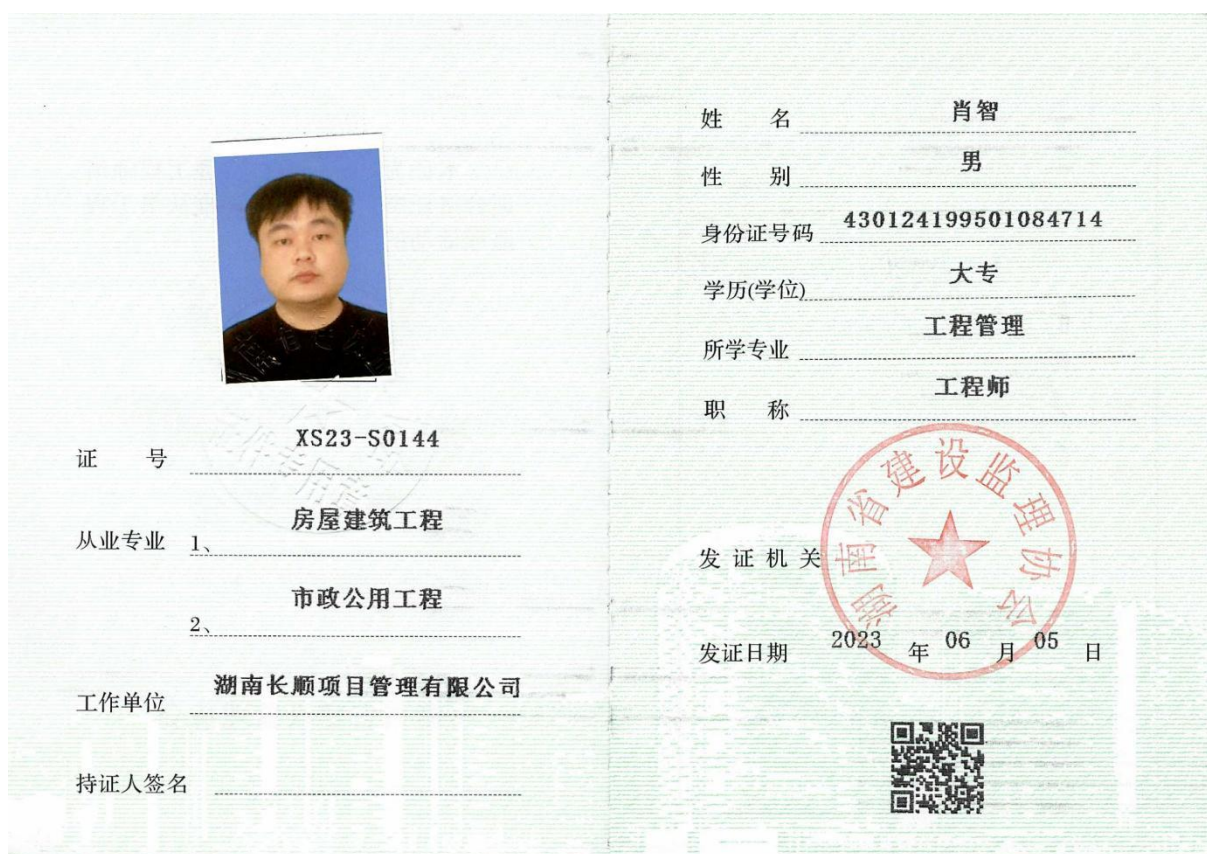 证 号 XS23-S0144
从业专业 1、 房屋建筑工程
2、 市政公用工程
工作单位 湖南长顺项目管理有限公司
持证人签名
姓 名 肖智
性 别 男
身份证号码 430124199501084714
学历(学位) 大专
所学专业 工程管理
职 称 工程师
湖南省建设监理协会
发证机关
发证日期 2023 年 06 月 05 日